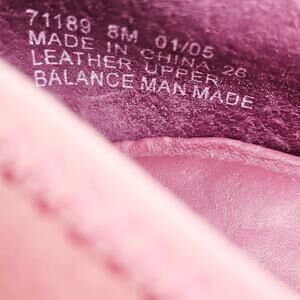 71189 8M 01/05
MADE IN CHINA 26
LEATHER UPPER
BALANCE MAN MADE